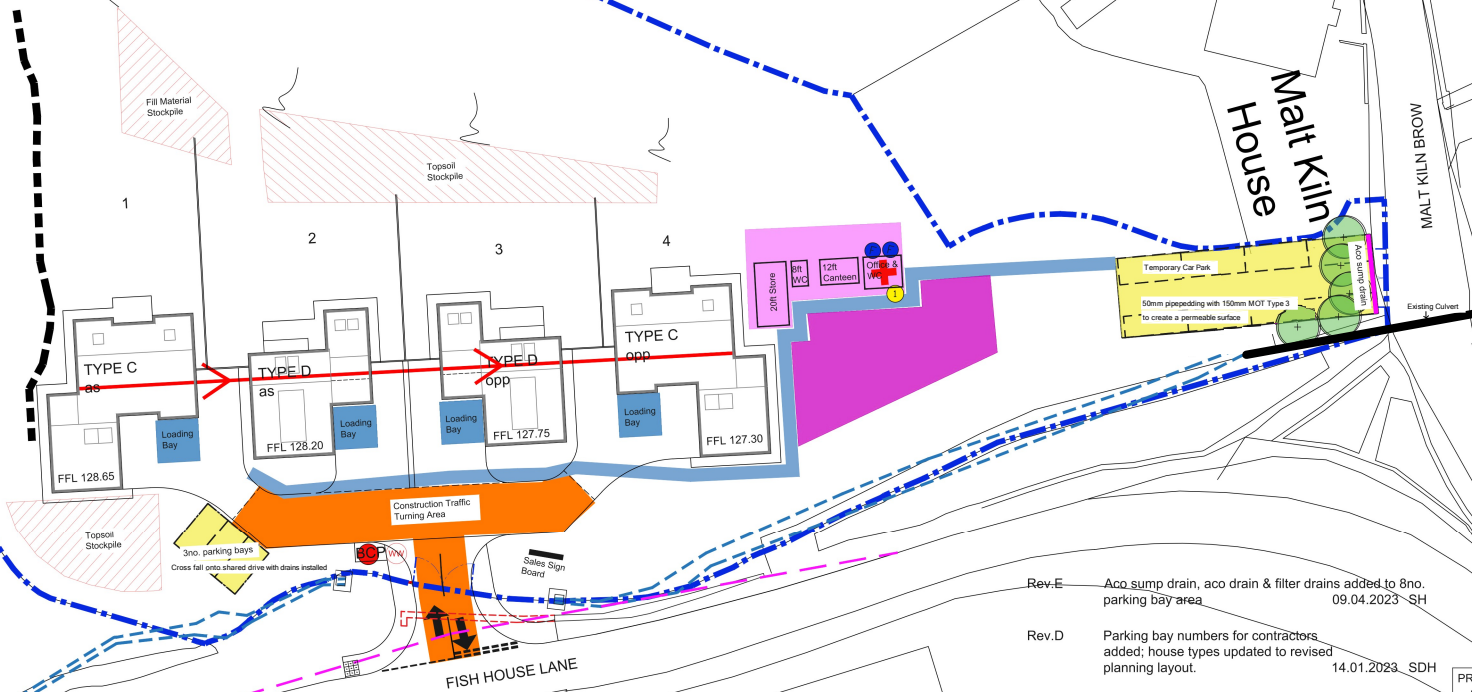 Fill Material
Stockpile
Topsoil
Stockpile
1
2
3
4
Malt Kiln
House
MALT KILN BROW
20ft Store
8ft
WC
12ft
Canteen
Office &
WC
1
Temporary Car Park
50mm pipepedding with 150mm MOT Type 3
to create a permeable surface
Aco sump drain
Existing Culvert
TYPE C
as
TYPE D
as
TYPE D
opp
TYPE C
opp
Loading
Bay
Loading
Bay
Loading
Bay
Loading
Bay
FFL 128.65
FFL 128.20
FFL 127.75
FFL 127.30
Construction Traffic
Turning Area
Topsoil
Stockpile
3no. parking bays
Cross fall onto shared drive with drains installed
BCP
WW
Sales Sign
Board
FISH HOUSE LANE
Rev.E Aco sump drain, aco drain & filter drains added to 8no.
parking bay area 09.04.2023 SH
Rev.D Parking bay numbers for contractors
added; house types updated to revised
planning layout. 14.01.2023 SDH
PR